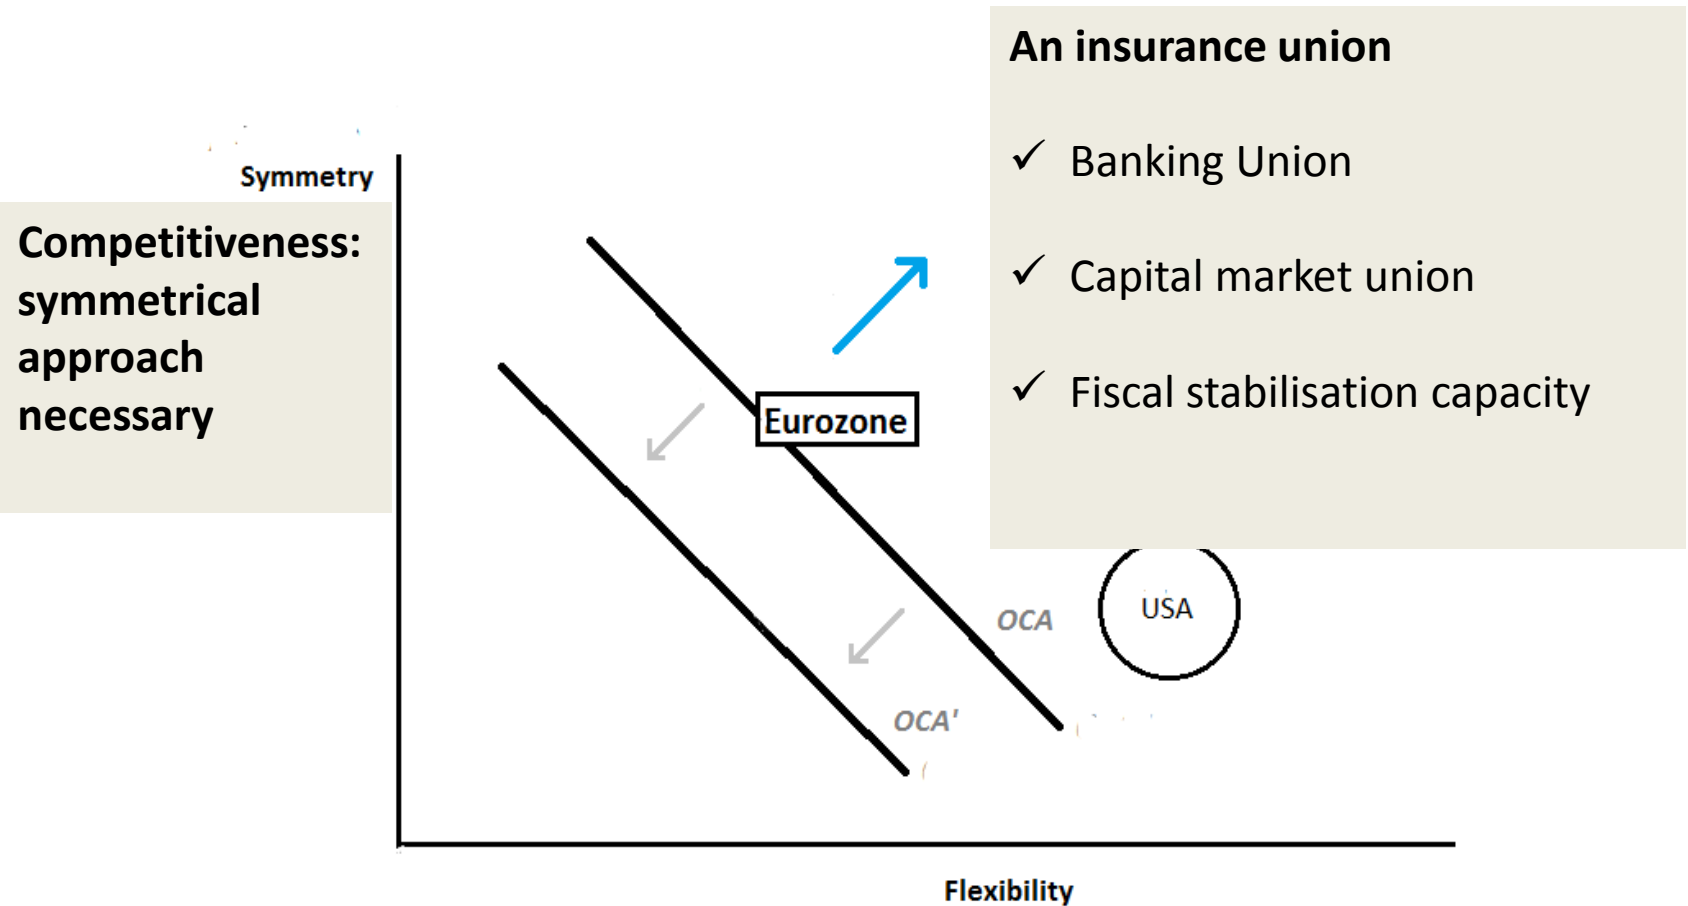 An insurance union
✓ Banking Union
✓ Capital market union
✓ Fiscal stabilisation capacity
Symmetry
Competitiveness:
symmetrical
approach
necessary
Eurozone
OCA
USA
OCA'
Flexibility